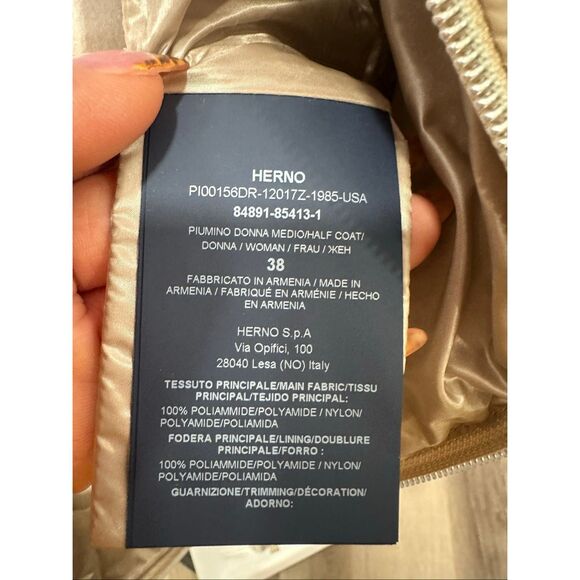 HERNO
PI00156DR-12017Z-1985-USA
84891-85413-1
PIUMINO DONNA MEDIO/HALF COAT/
DONNA / WOMAN / FRAU / ЖЕН
38
FABBRICATO IN ARMENIA / MADE IN
ARMENIA / FABRIQUÉ EN ARMÉNIE / HECHO
EN ARMENIA
HERNO S.p.A
Via Opifici, 100
28040 Lesa (NO) Italy
TESSUTO PRINCIPALE/MAIN FABRIC/TISSU
PRINCIPAL/TEJIDO PRINCIPAL:
100% POLIAMMIDE/POLYAMIDE / NYLON/
POLYAMIDE/POLIAMIDA
FODERA PRINCIPALE/LINING/DOUBLURE
PRINCIPALE/FORRO :
100% POLIAMMIDE/POLYAMIDE / NYLON/
POLYAMIDE/POLIAMIDA
GUARNIZIONE/TRIMMING/DÉCORATION/
ADORNO: